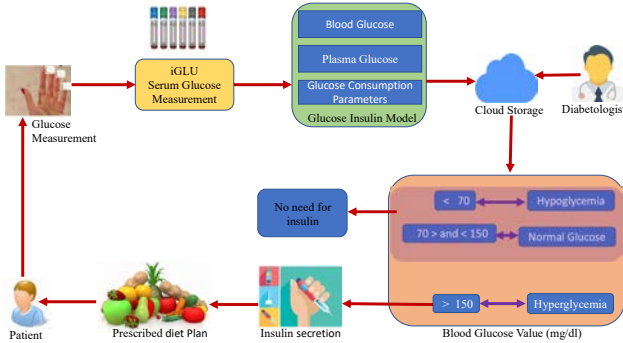 Glucose
Measurement
iGLU
Serum Glucose
Measurement
Blood Glucose
Plasma Glucose
Glucose Consumption
Parameters
Glucose Insulin Model
Cloud Storage
Diabetologist
No need for
insulin
< 70
Hypoglycemia
70 > and < 150
Normal Glucose
> 150
Hyperglycemia
Blood Glucose Value (mg/dl)
Insulin secretion
Prescribed diet Plan
Patient